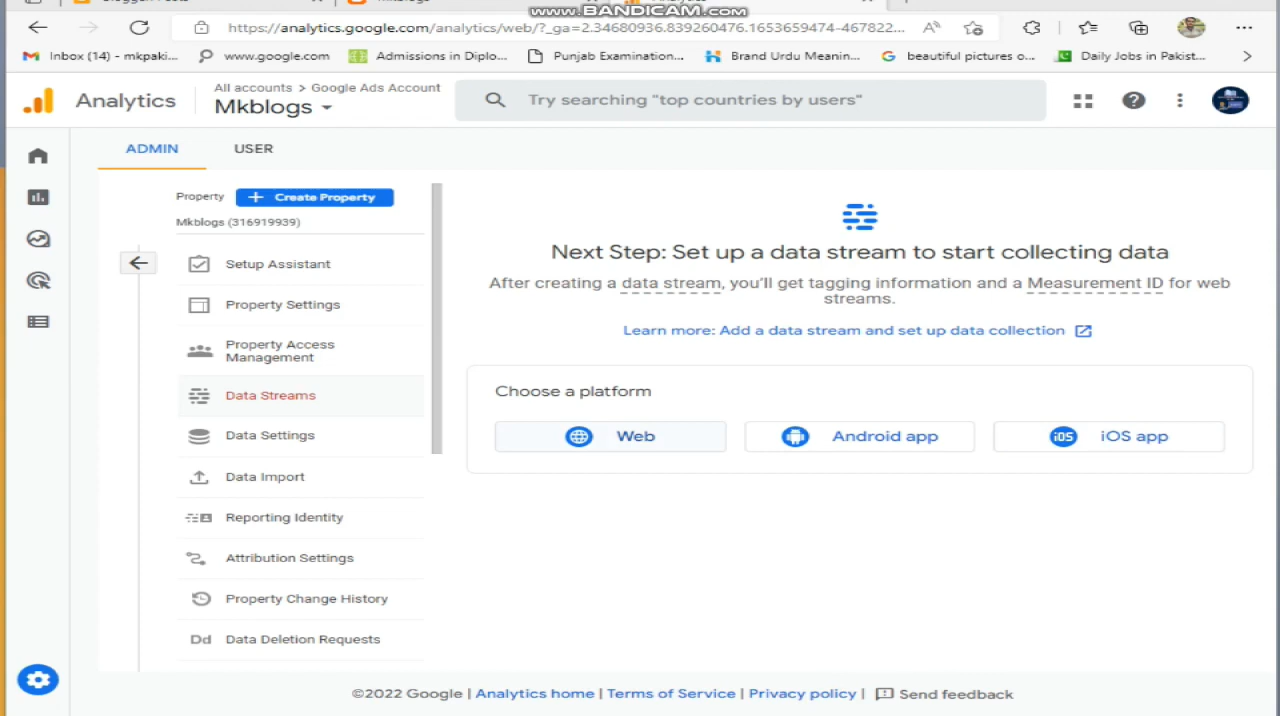 www.BANDICAM.com
https://analytics.google.com/analytics/web/?_ga=2.34680936.839260476.1653659474-467822...
Inbox (14) - mkpaki... www.google.com Admissions in Diplo... Punjab Examination... Brand Urdu Meanin... beautiful pictures o... Daily Jobs in Pakist...
All accounts > Google Ads Account
Analytics Mkblogs Try searching "top countries by users"
ADMIN USER
Property + Create Property
Mkblogs (316919939)
Setup Assistant
Property Settings
Property Access
Management
Data Streams
Data Settings
Data Import
Reporting Identity
Attribution Settings
Property Change History
Dd Data Deletion Requests
Next Step: Set up a data stream to start collecting data
After creating a data stream, you'll get tagging information and a Measurement ID for web
streams.
Learn more: Add a data stream and set up data collection
Choose a platform
Web Android app iOS iOS app
©2022 Google | Analytics home | Terms of Service | Privacy policy | Send feedback